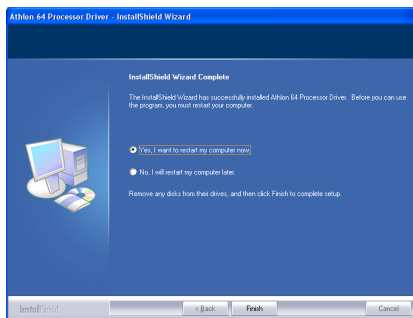 Athlon 64 Processor Driver - InstallShield Wizard
InstallShield Wizard Complete
The InstallShield Wizard has successfully installed Athlon 64 Processor Driver. Before you can use
the program, you must restart your computer.
Yes, I want to restart my computer now.
No, I will restart my computer later.
Remove any disks from their drives, and then click Finish to complete setup.
InstallShield
< Back
Finish
Cancel